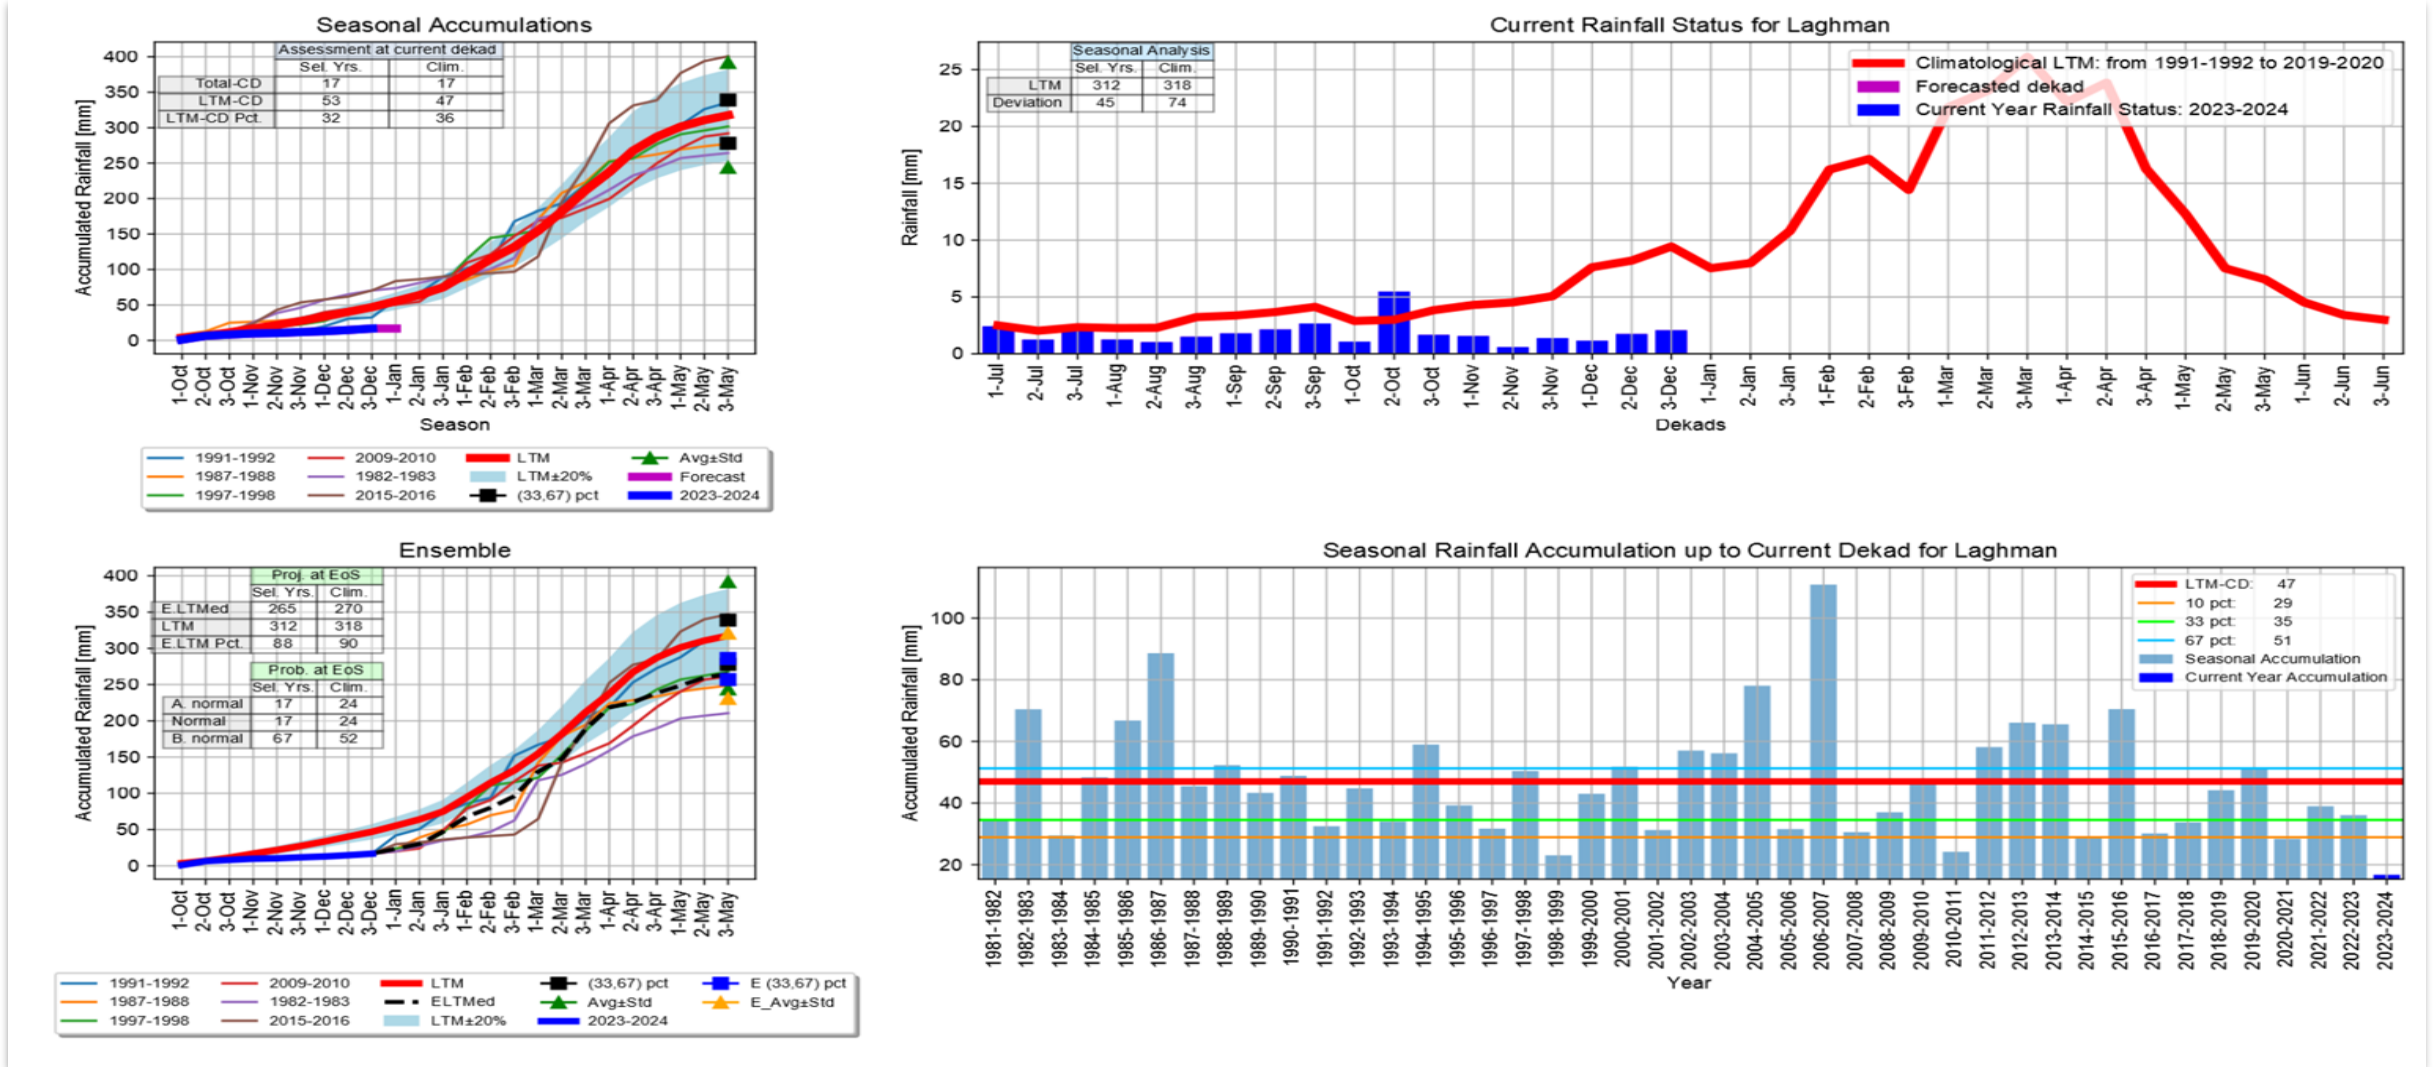 Seasonal Accumulations
Assessment at current dekad
Sel. Yrs. Clim.
Total-CD 17 17
LTM-CD 53 47
LTM-CD Pct. 32 36
Accumulated Rainfall [mm]
400
350
300
250
200
150
100
50
0
1-Oct 2-Oct 3-Oct 1-Nov 2-Nov 3-Nov 1-Dec 2-Dec 3-Dec 1-Jan 2-Jan 3-Jan 1-Feb 2-Feb 3-Feb 1-Mar 2-Mar 3-Mar 1-Apr 2-Apr 3-Apr 1-May 2-May 3-May
Season
1991-1992 2009-2010 LTM Avg±Std
1987-1988 1982-1983 LTM±20% Forecast
1997-1998 2015-2016 (33,67) pct 2023-2024
Current Rainfall Status for Laghman
Seasonal Analysis
Sel. Yrs. Clim.
LTM 312 318
Deviation 45 74
Climatological LTM: from 1991-1992 to 2019-2020
Forecasted dekad
Current Year Rainfall Status: 2023-2024
Rainfall [mm]
25
20
15
10
5
0
1-Jul 2-Jul 3-Jul 1-Aug 2-Aug 3-Aug 1-Sep 2-Sep 3-Sep 1-Oct 2-Oct 3-Oct 1-Nov 2-Nov 3-Nov 1-Dec 2-Dec 3-Dec 1-Jan 2-Jan 3-Jan 1-Feb 2-Feb 3-Feb 1-Mar 2-Mar 3-Mar 1-Apr 2-Apr 3-Apr 1-May 2-May 3-May 1-Jun 2-Jun 3-Jun
Dekads
Ensemble
Proj. at EoS
Sel. Yrs. Clim.
E.LTMed 265 270
LTM 312 318
E.LTM Pct. 88 90
Prob. at EoS
Sel. Yrs. Clim.
A. normal 17 24
Normal 17 24
B. normal 67 52
Accumulated Rainfall [mm]
400
350
300
250
200
150
100
50
0
1-Oct 2-Oct 3-Oct 1-Nov 2-Nov 3-Nov 1-Dec 2-Dec 3-Dec 1-Jan 2-Jan 3-Jan 1-Feb 2-Feb 3-Feb 1-Mar 2-Mar 3-Mar 1-Apr 2-Apr 3-Apr 1-May 2-May 3-May
1991-1992 2009-2010 LTM (33,67) pct E (33,67) pct
1987-1988 1982-1983 ELTMed Avg±Std E_Avg±Std
1997-1998 2015-2016 LTM±20% 2023-2024
Seasonal Rainfall Accumulation up to Current Dekad for Laghman
LTM-CD: 47
10 pct: 29
33 pct: 35
67 pct: 51
Seasonal Accumulation
Current Year Accumulation
Accumulated Rainfall [mm]
100
80
60
40
20
1981-1982 1982-1983 1983-1984 1984-1985 1985-1986 1986-1987 1987-1988 1988-1989 1989-1990 1990-1991 1991-1992 1992-1993 1993-1994 1994-1995 1995-1996 1996-1997 1997-1998 1998-1999 1999-2000 2000-2001 2001-2002 2002-2003 2003-2004 2004-2005 2005-2006 2006-2007 2007-2008 2008-2009 2009-2010 2010-2011 2011-2012 2012-2013 2013-2014 2014-2015 2015-2016 2016-2017 2017-2018 2018-2019 2019-2020 2020-2021 2021-2022 2022-2023 2023-2024
Year